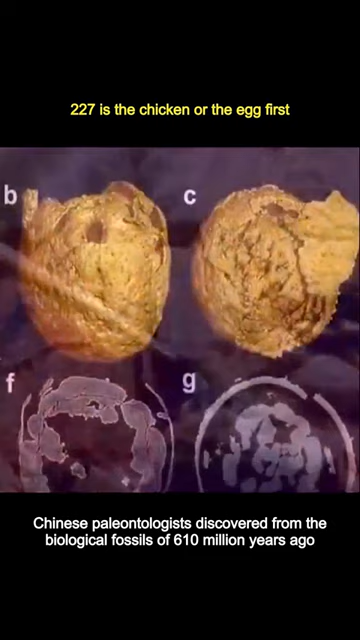 227 is the chicken or the egg first
b
c
f
g
Chinese paleontologists discovered from the
biological fossils of 610 million years ago